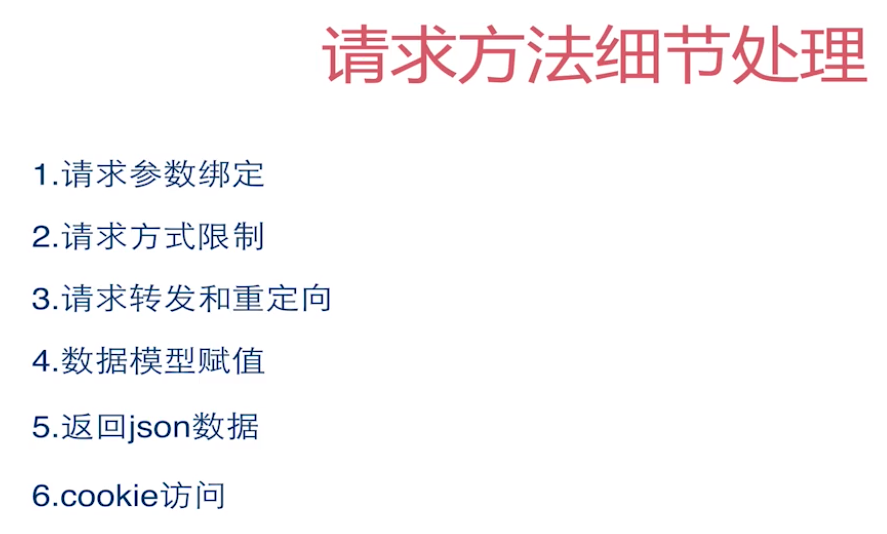 请求方法细节处理
1.请求参数绑定
2.请求方式限制
3.请求转发和重定向
4.数据模型赋值
5.返回json数据
6.cookie访问